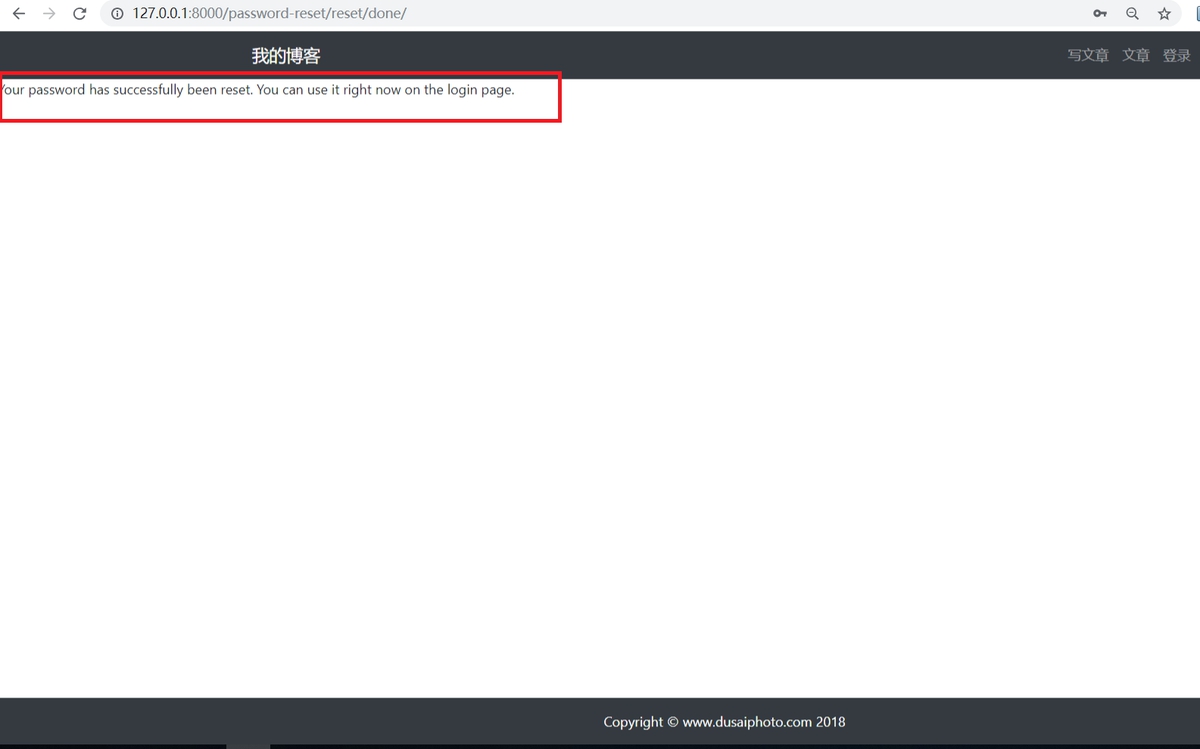 127.0.0.1:8000/password-reset/reset/done/
我的博客 写文章 文章 登录
Your password has successfully been reset. You can use it right now on the login page.
Copyright © www.dusaiphoto.com 2018